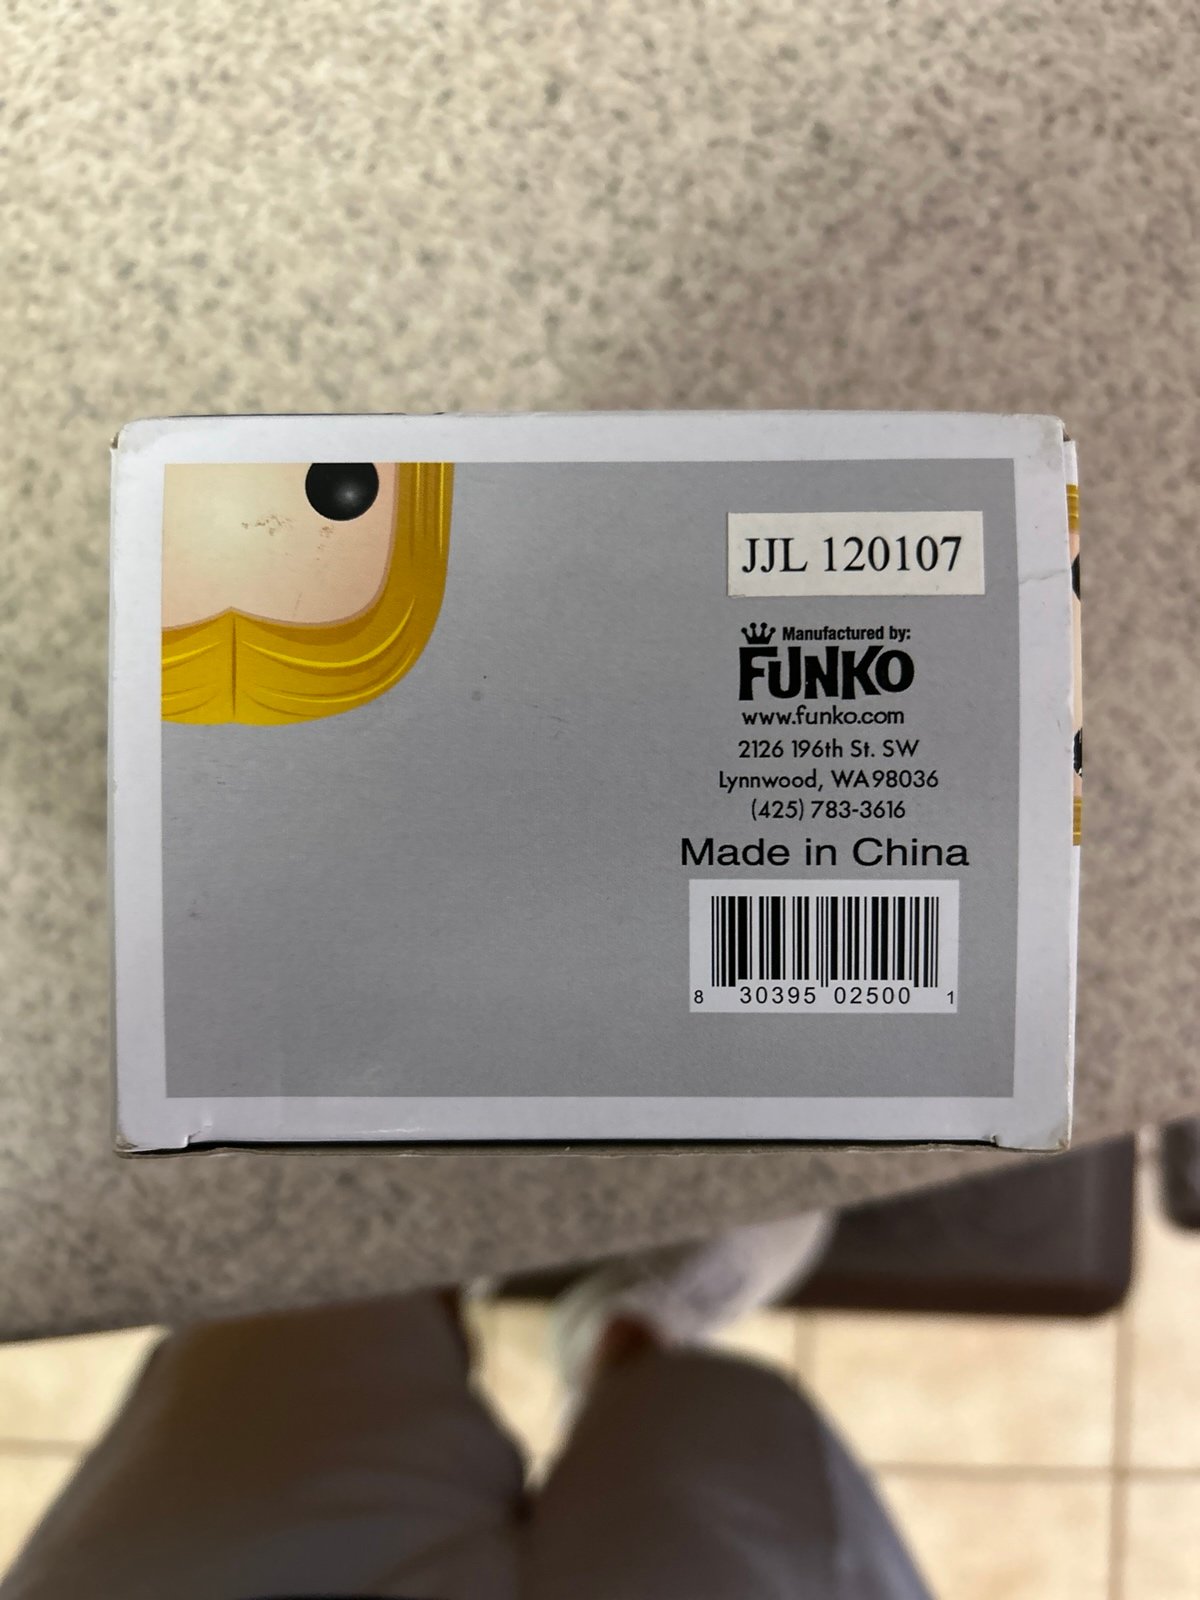 JJL 120107
Manufactured by:
FUNKO
www.funko.com
2126 196th St. SW
Lynnwood, WA98036
(425) 783-3616
Made in China
8 30395 02500 1